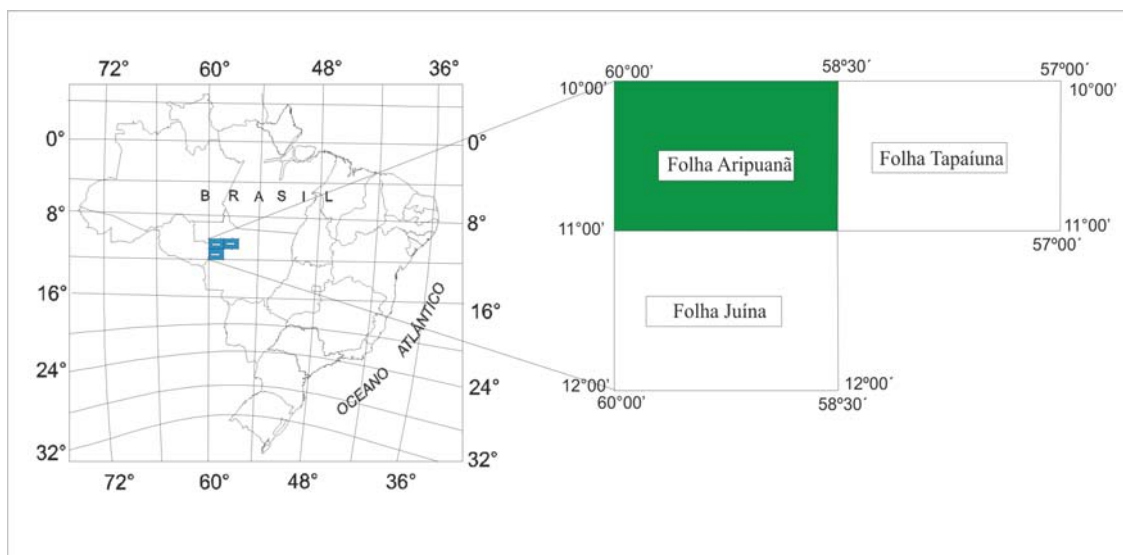 72° 60° 48° 36°
0° 0°
B R A S I L
8° 8°
16° 16°
24° 24°
32° 32°
OCEANO ATLÂNTICO
72° 60° 48° 36°
60°00' 58°30´ 57°00´
10°00' 10°00'
Folha Aripuanã
Folha Tapaíuna
11°00' 11°00'
57°00´
Folha Juína
12°00' 12°00´
60°00' 58°30'